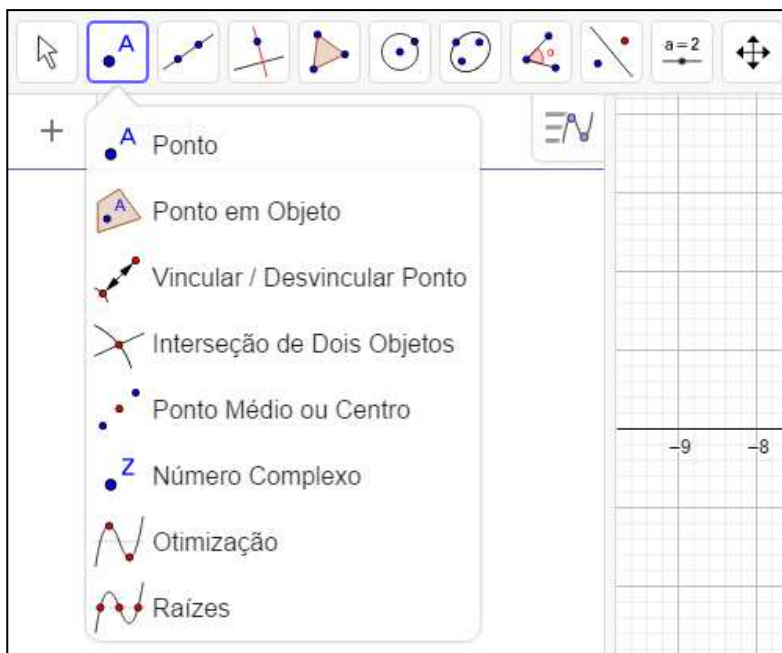 A
α
a=2
A
Ponto
A
Ponto em Objeto
Vincular / Desvincular Ponto
Interseção de Dois Objetos
Ponto Médio ou Centro
Z
Número Complexo
Otimização
Raízes
-9 -8